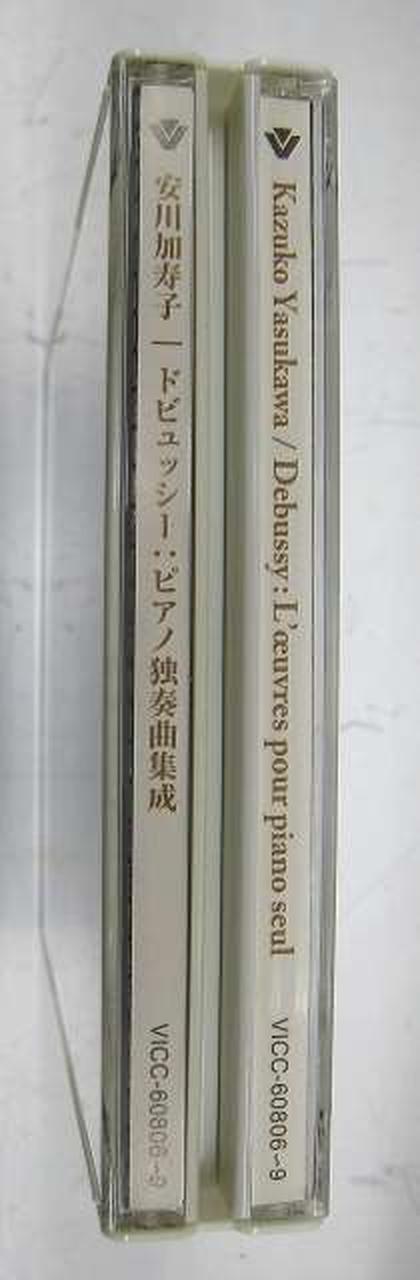 Kazuko Yasukawa / Debussy : L'œuvres pour piano seul
VICC-60806~9
安川加寿子 | ドビュッシー：ピアノ独奏曲集成
VICC-60806~9